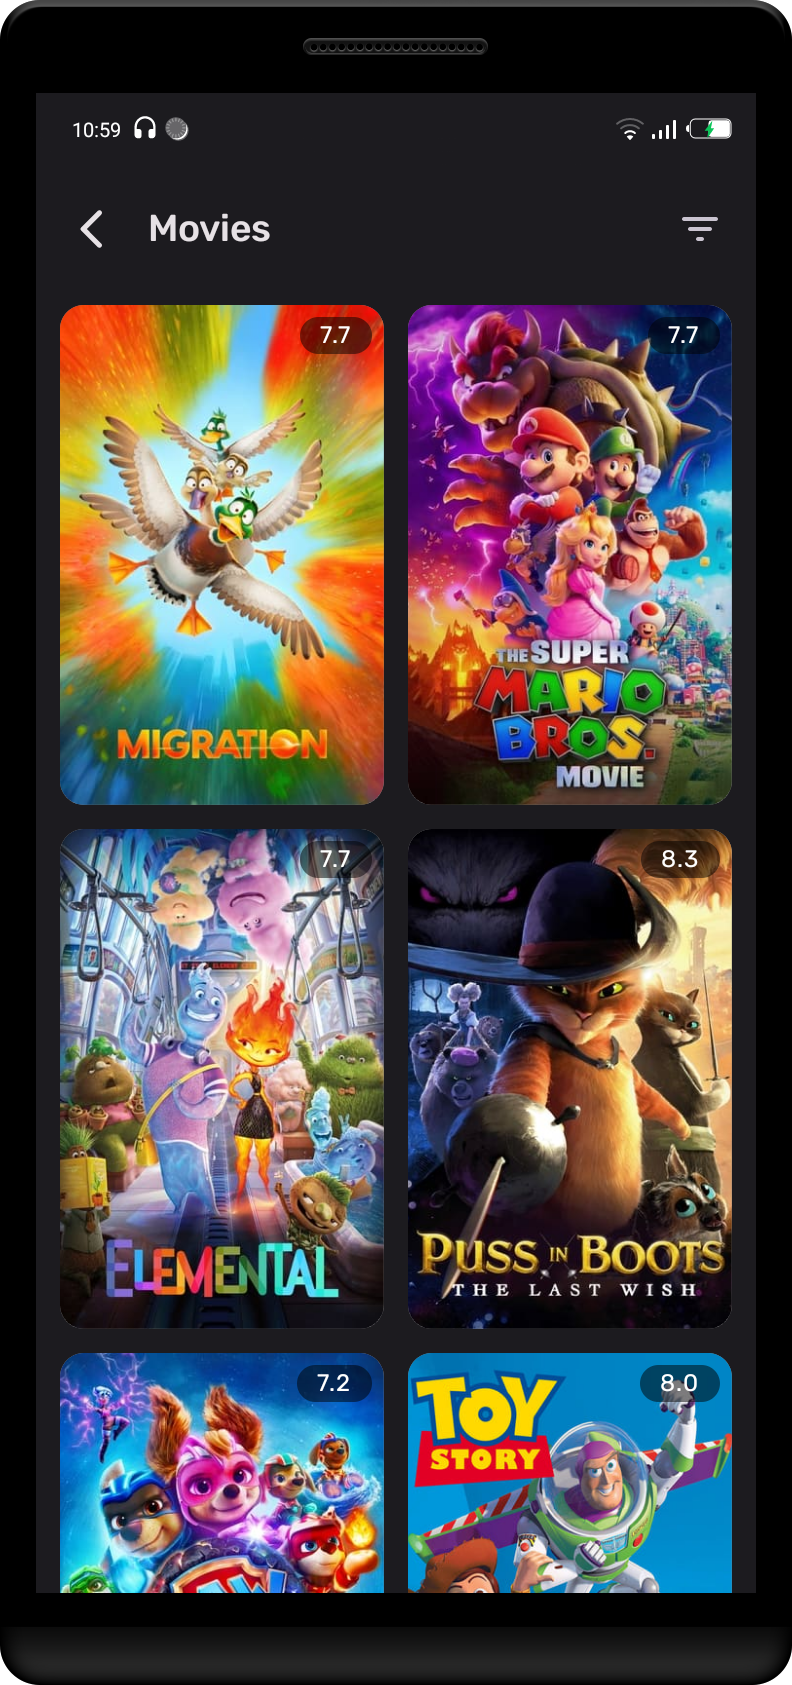 10:59
Movies
7.7
7.7
MIGRATION
THE SUPER
MARIO
BROS.
MOVIE
7.7
8.3
ELEMENTAL
PUSS IN BOOTS
THE LAST WISH
7.2
8.0
TOY
STORY